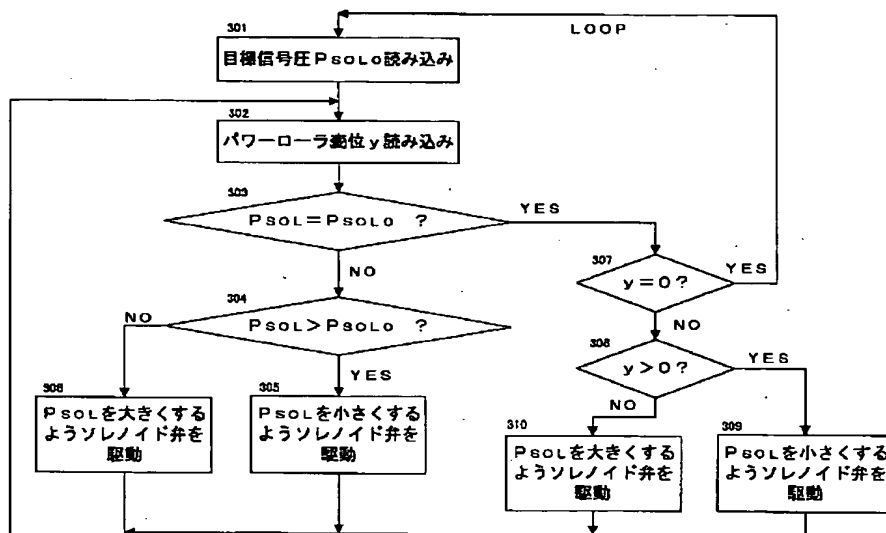 301
LOOP
目標信号圧PSOL0読み込み
302
パワーローラ変位y読み込み
303
PSOL=PSOL0 ?
YES
307
y=0?
YES
NO
304
PSOL>PSOL0 ?
NO
NO
308
y>0?
YES
YES
306
305
NO
310
309
PSOLを大きくする
ようソレノイド弁を
駆動
PSOLを小さくする
ようソレノイド弁を
駆動
PSOLを大きくする
ようソレノイド弁を
駆動
PSOLを小さくする
ようソレノイド弁を
駆動